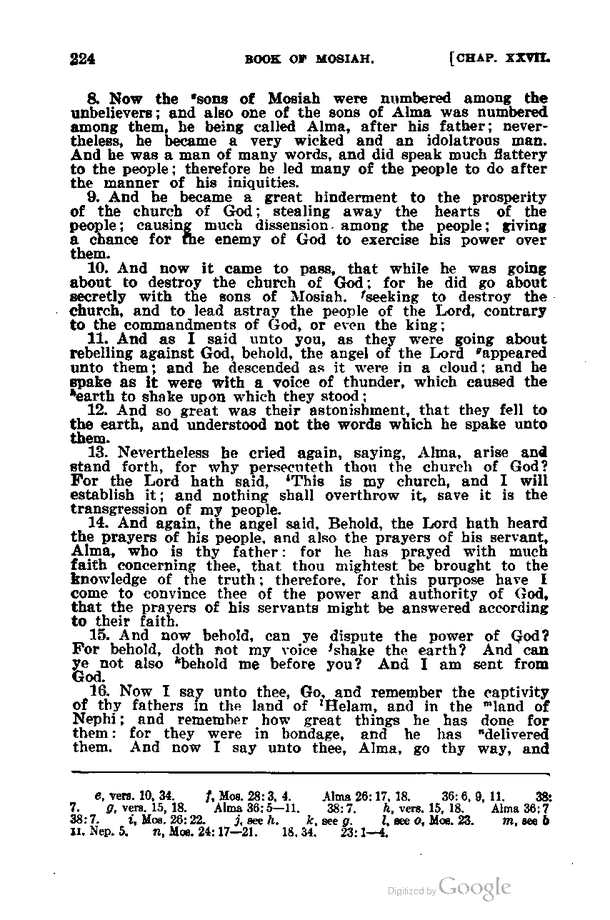 224 BOOK OF MOSIAH. [CHAP. XXVII.
8. Now the ᵉsons of Mosiah were numbered among the
unbelievers; and also one of the sons of Alma was numbered
among them, he being called Alma, after his father; never-
theless, he became a very wicked and an idolatrous man.
And he was a man of many words, and did speak much flattery
to the people; therefore he led many of the people to do after
the manner of his iniquities.
9. And he became a great hinderment to the prosperity
of the church of God; stealing away the hearts of the
people; causing much dissension among the people; giving
a chance for the enemy of God to exercise his power over
them.
10. And now it came to pass, that while he was going
about to destroy the church of God; for he did go about
secretly with the sons of Mosiah. ᶠseeking to destroy the
church, and to lead astray the people of the Lord, contrary
to the commandments of God, or even the king;
11. And as I said unto you, as they were going about
rebelling against God, behold, the angel of the Lord ᵍappeared
unto them; and he descended as it were in a cloud; and he
spake as it were with a voice of thunder, which caused the
ʰearth to shake upon which they stood;
12. And so great was their astonishment, that they fell to
the earth, and understood not the words which he spake unto
them.
13. Nevertheless he cried again, saying, Alma, arise and
stand forth, for why persecuteth thou the church of God?
For the Lord hath said, ⁱThis is my church, and I will
establish it; and nothing shall overthrow it, save it is the
transgression of my people.
14. And again, the angel said, Behold, the Lord hath heard
the prayers of his people, and also the prayers of his servant,
Alma, who is thy father: for he has prayed with much
faith concerning thee, that thou mightest be brought to the
knowledge of the truth; therefore, for this purpose have I
come to convince thee of the power and authority of God,
that the prayers of his servants might be answered according
to their faith.
15. And now behold, can ye dispute the power of God?
For behold, doth not my voice ʲshake the earth? And can
ye not also ᵏbehold me before you? And I am sent from
God.
16. Now I say unto thee, Go, and remember the captivity
of thy fathers in the land of ˡHelam, and in the ᵐland of
Nephi; and remember how great things he has done for
them: for they were in bondage, and he has ⁿdelivered
them. And now I say unto thee, Alma, go thy way, and
e, vers. 10, 34. f, Mos. 28:3, 4. Alma 26:17, 18. 36:6, 9, 11. 38:
7. g, vers. 15, 18. Alma 36:5—11. 38:7. h, vers. 15, 18. Alma 36:7
38:7. i, Mos. 26:22. j, see h. k, see g. l, see o, Mos. 23. m, see b
II. Nep. 5. n, Mos. 24:17—21. 18, 34. 23:1—4.
Digitized by Google